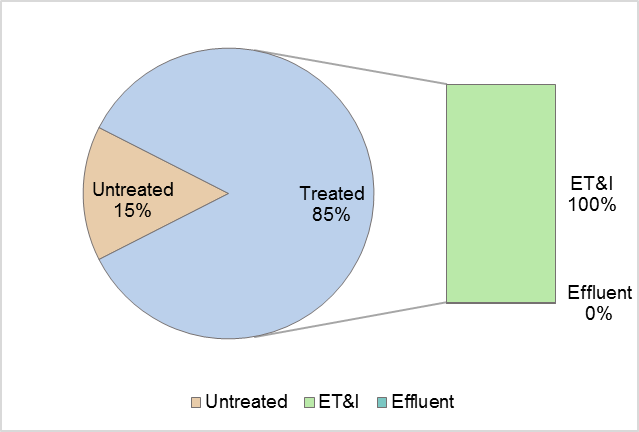 Untreated
15%
Treated
85%
ET&I
100%
Effluent
0%
Untreated ET&I Effluent